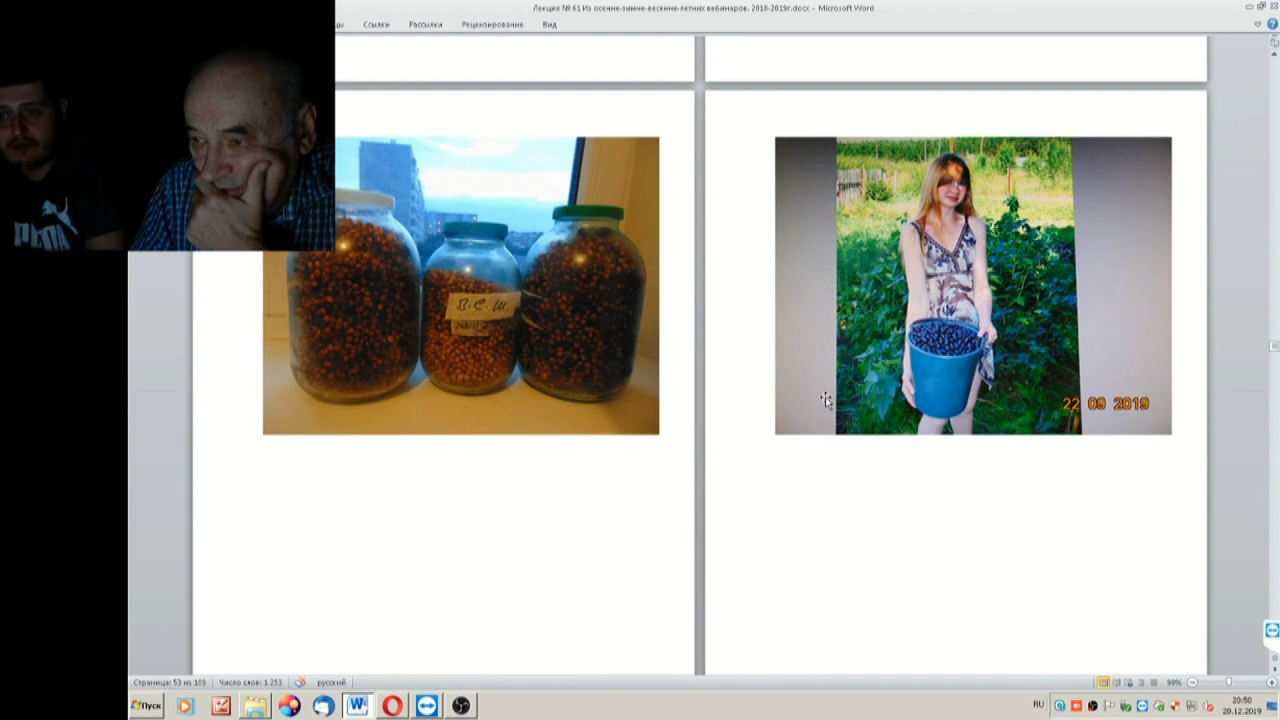 Лекция № 61 Из осенне-зимне-весенне-летних вебинаров. 2018-2019г.docx - Microsoft Word
Ссылки
Рассылки
Рецензирование
Вид
В.С.Ш.
22 09 2019
Страница: 53 из 109
Число слов: 1 253
русский
90%
Пуск
RU
20:50
20.12.2019